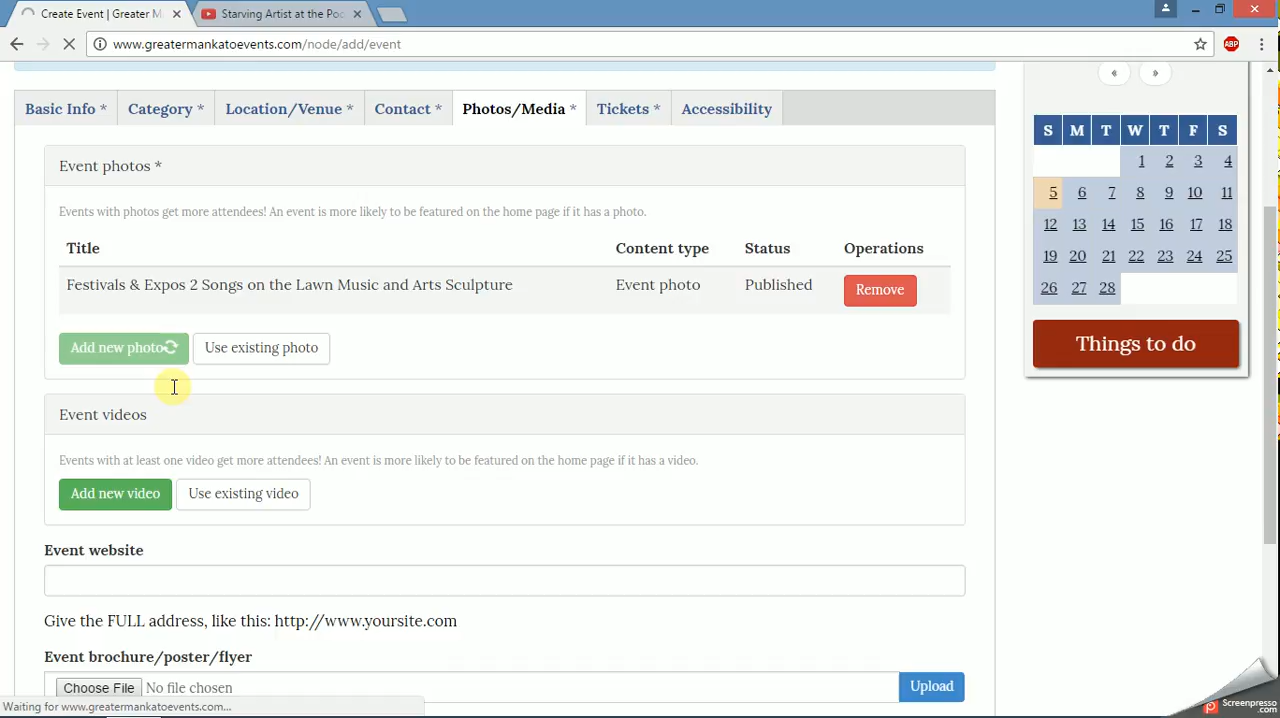 Create Event | Greater M
Starving Artist at the Poc
www.greatermankatoevents.com/node/add/event
ABP
« »
Basic Info * Category * Location/Venue * Contact * Photos/Media * Tickets * Accessibility
S M T W T F S
1 2 3 4
5 6 7 8 9 10 11
12 13 14 15 16 17 18
19 20 21 22 23 24 25
26 27 28
Things to do
Event photos *
Events with photos get more attendees! An event is more likely to be featured on the home page if it has a photo.
Title Content type Status Operations
Festivals & Expos 2 Songs on the Lawn Music and Arts Sculpture Event photo Published Remove
Add new photo Use existing photo
Event videos
Events with at least one video get more attendees! An event is more likely to be featured on the home page if it has a video.
Add new video Use existing video
Event website
Give the FULL address, like this: http://www.yoursite.com
Event brochure/poster/flyer
Choose File No file chosen Upload
Waiting for www.greatermankatoevents.com...
Screenpresso
.com